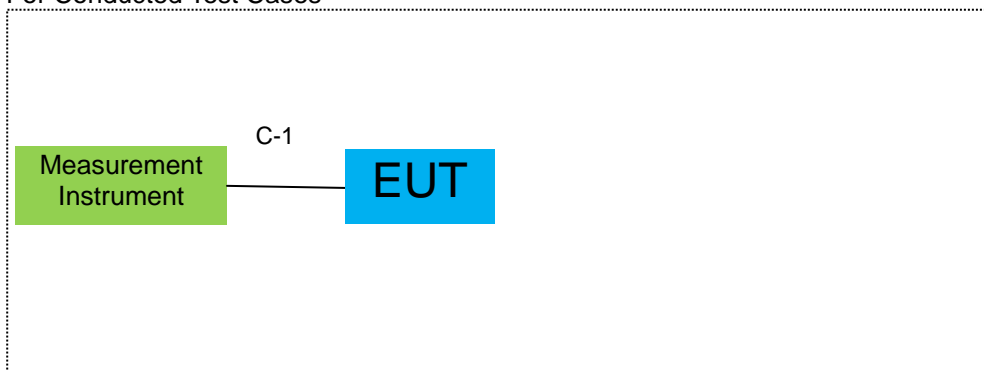 For Conducted Test Cases
C-1
Measurement
Instrument
EUT